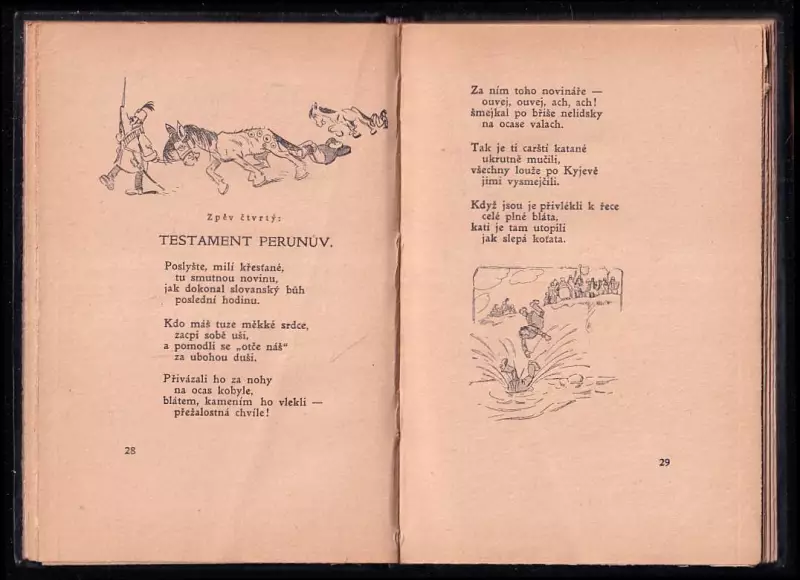 Zpěv čtvrtý:
TESTAMENT PERUNŮV.
Poslyšte, milí křesťané,
tu smutnou novinu,
jak dokonal slovanský bůh
poslední hodinu.
Kdo máš tuze měkké srdce,
zacpi sobě uši,
a pomodli se „otče náš“
za ubohou duši.
Přivázali ho za nohy
na ocas kobyle,
blátem, kamením ho vlekli —
přežalostná chvíle!
28
Za ním toho novináře —
ouvej, ouvej, ach, ach!
šmejkal po bříše nelidsky
na ocase valach.
Tak je ti carští katané
ukrutně mučili,
všechny louže po Kyjevě
jimi vysmejčili.
Když jsou je přivlékli k řece
celé plné bláta,
kati je tam utopili
jak slepá koťata.
29